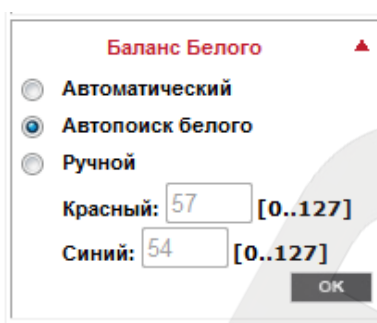 Баланс Белого
Автоматический
Автопоиск белого
Ручной
Красный: 57 [0..127]
Синий: 54 [0..127]
OK